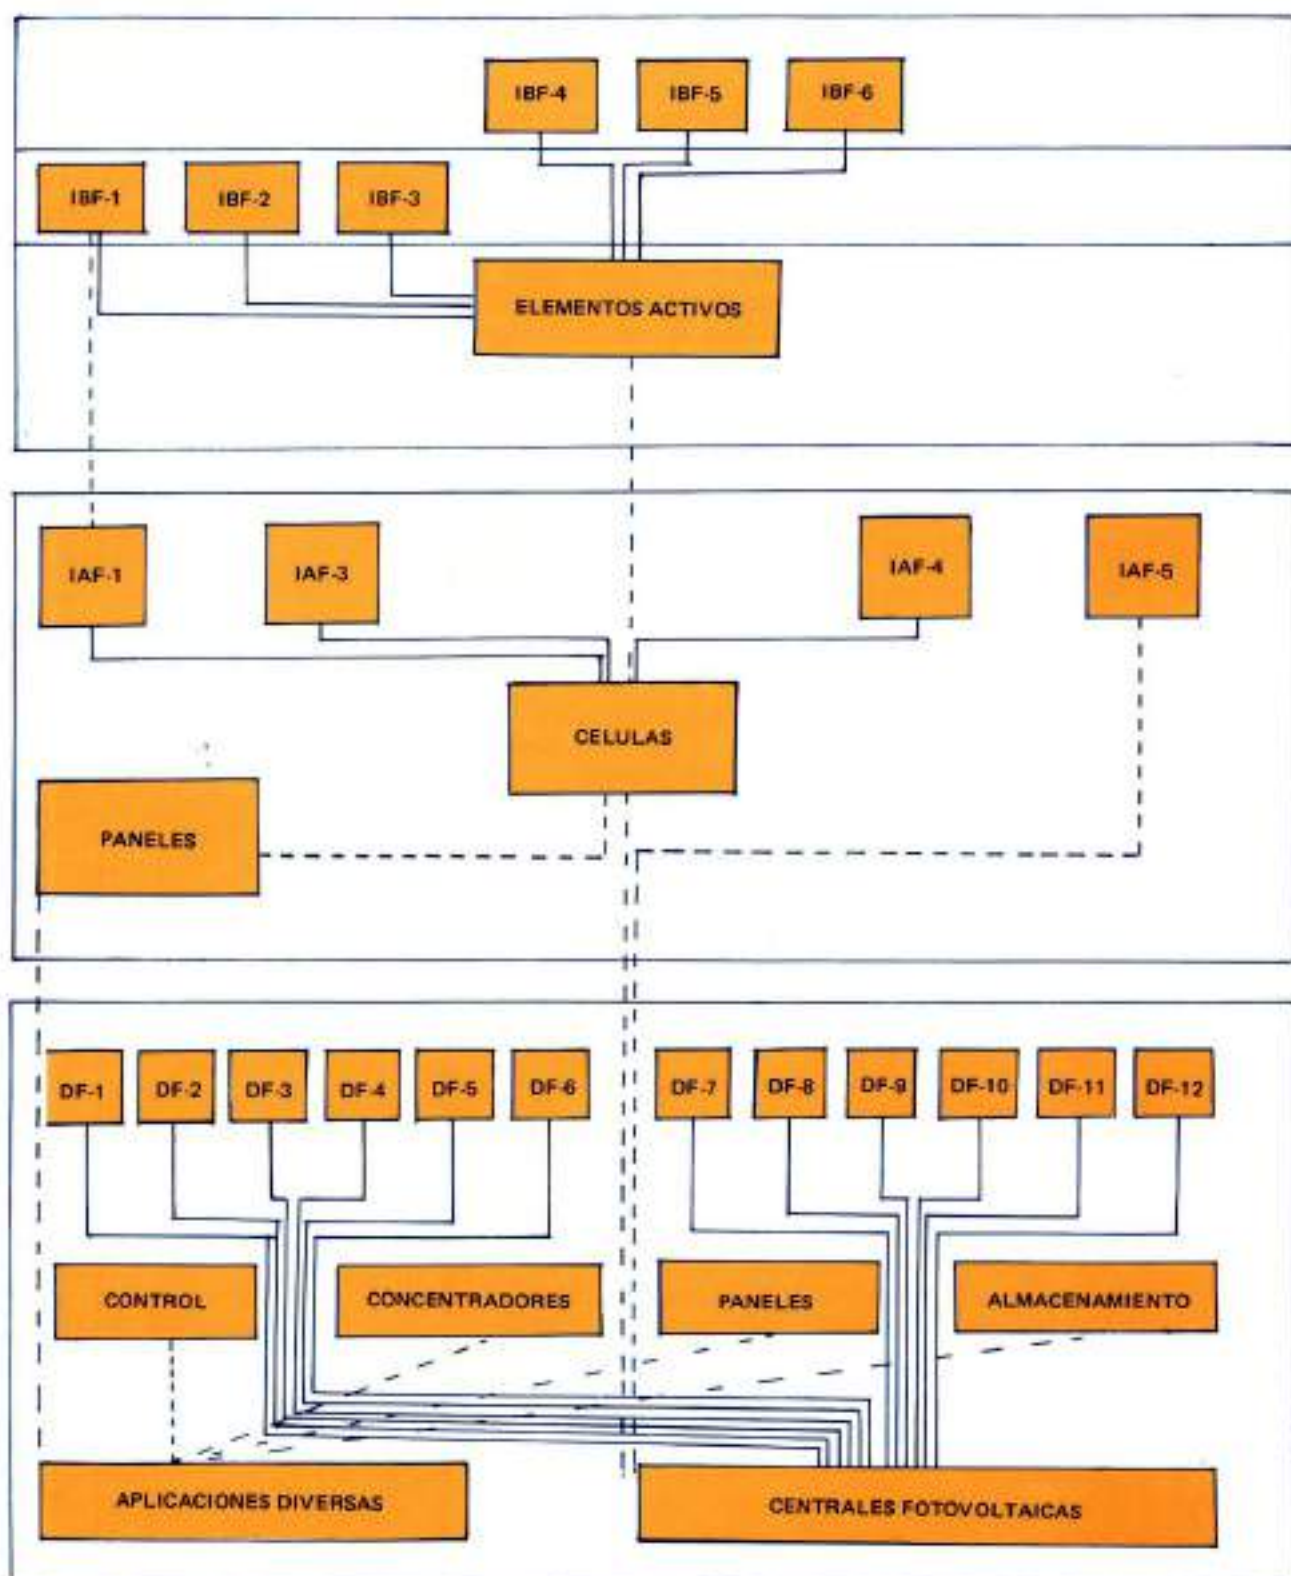 IBF-4
IBF-5
IBF-6
IBF-1
IBF-2
IBF-3
ELEMENTOS ACTIVOS
IAF-1
IAF-3
IAF-4
IAF-5
CELULAS
PANELES
DF-1
DF-2
DF-3
DF-4
DF-5
DF-6
DF-7
DF-8
DF-9
DF-10
DF-11
DF-12
CONTROL
CONCENTRADORES
PANELES
ALMACENAMIENTO
APLICACIONES DIVERSAS
CENTRALES FOTOVOLTAICAS